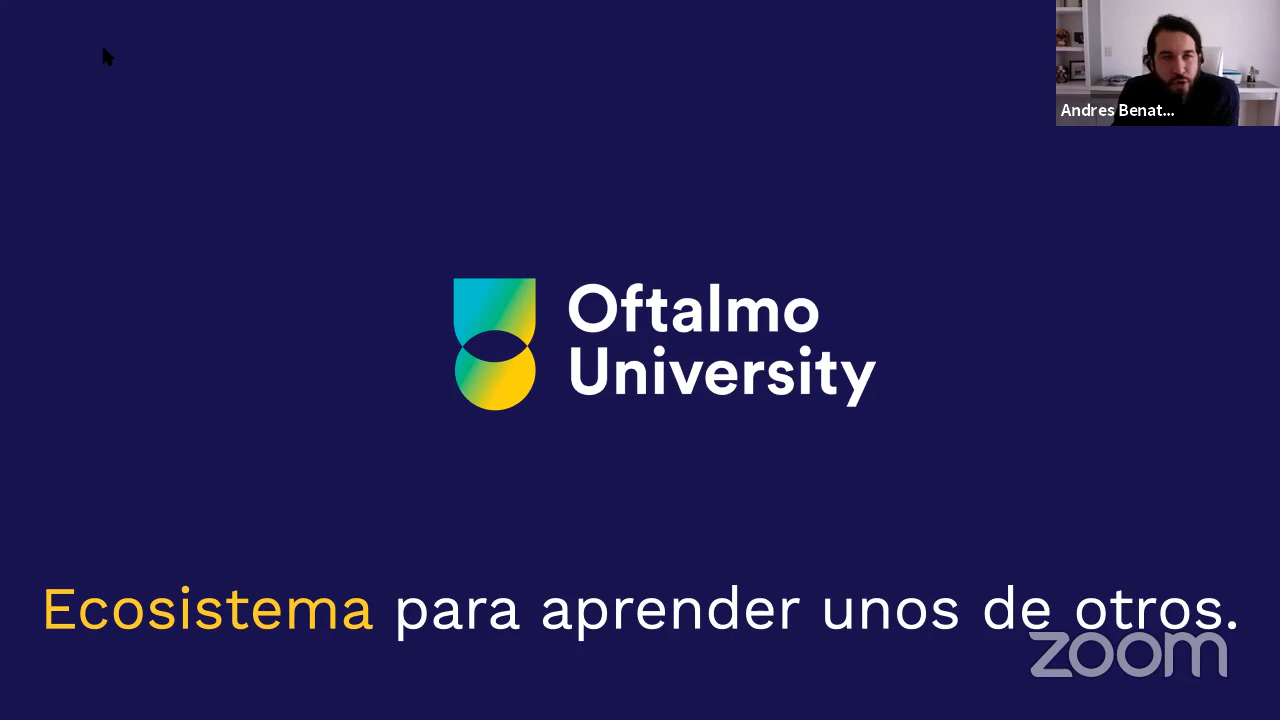 Andres Benat...
Oftalmo
University
Ecosistema para aprender unos de otros.
zoom